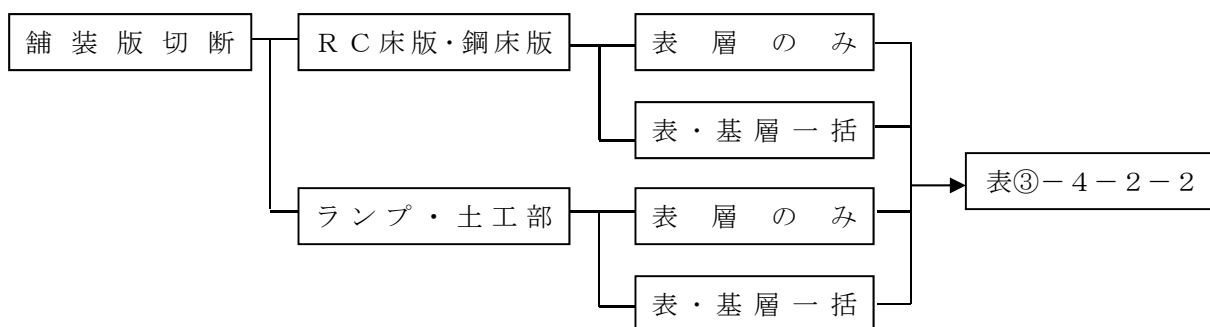 舗装版切断
ＲＣ床版・鋼床版
表層のみ
表・基層一括
表③－４－２－２
ランプ・土工部
表層のみ
表・基層一括